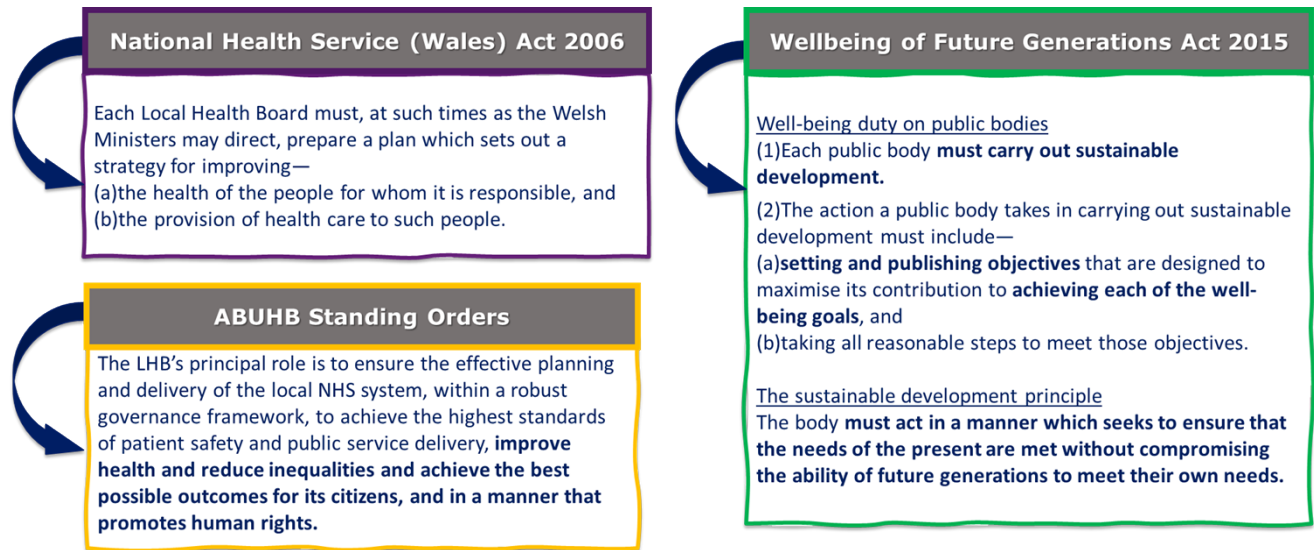 National Health Service (Wales) Act 2006
Each Local Health Board must, at such times as the Welsh
Ministers may direct, prepare a plan which sets out a
strategy for improving—
(a)the health of the people for whom it is responsible, and
(b)the provision of health care to such people.
ABUHB Standing Orders
The LHB's principal role is to ensure the effective planning
and delivery of the local NHS system, within a robust
governance framework, to achieve the highest standards
of patient safety and public service delivery, improve
health and reduce inequalities and achieve the best
possible outcomes for its citizens, and in a manner that
promotes human rights.
Wellbeing of Future Generations Act 2015
Well-being duty on public bodies
(1)Each public body must carry out sustainable
development.
(2)The action a public body takes in carrying out sustainable
development must include—
(a)setting and publishing objectives that are designed to
maximise its contribution to achieving each of the well-
being goals, and
(b)taking all reasonable steps to meet those objectives.
The sustainable development principle
The body must act in a manner which seeks to ensure that
the needs of the present are met without compromising
the ability of future generations to meet their own needs.